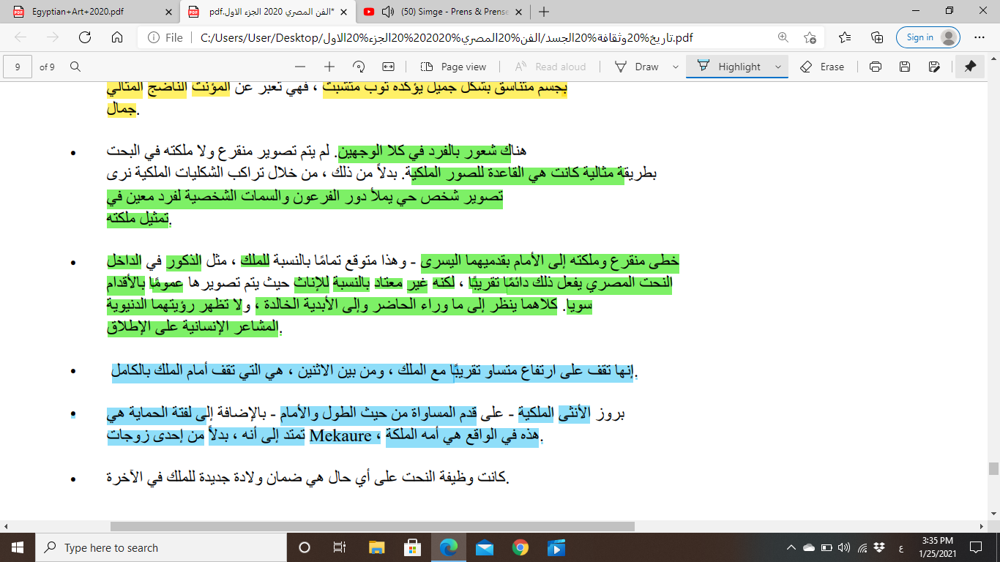 Egyptian+Art+2020.pdf
*الفن المصري 2020 الجزء الاول.pdf
(50) Simge - Prens & Prense
File
C:/Users/User/Desktop/تاريخ%20وثقافة%20الجسد/الفن%20المصري%202020%20الجزء%20الاول.pdf
Sign in
9 of 9
Page view
Read aloud
Draw
Highlight
Erase
بجسم متناسق بشكل جميل يؤكده ثوب متشبث ، فهي تعبر عن المؤنث الناضج المثالي
جمال.
هناك شعور بالفرد في كلا الوجهين. لم يتم تصوير منقرع ولا ملكته في البحت
بطريقة مثالية كانت هي القاعدة للصور الملكية. بدلاً من ذلك ، من خلال تراكب الشكليات الملكية نرى
تصوير شخص حي يملأ دور الفرعون والسمات الشخصية لفرد معين في
تمثيل ملكته.
خطى منقرع وملكته إلى الأمام بقدميهما اليسرى - وهذا متوقع تمامًا بالنسبة للملك ، مثل الذكور في الداخل
النحت المصري يفعل ذلك دائمًا تقريبًا ، لكنه غير معتاد بالنسبة للإناث حيث يتم تصويرها عمومًا بالأقدام
سويا. كلاهما ينظر إلى ما وراء الحاضر وإلى الأبدية الخالدة ، ولا تظهر رؤيتهما الدنيوية
المشاعر الإنسانية على الإطلاق.
إنها تقف على ارتفاع متساو تقريبًا مع الملك ، ومن بين الاثنين ، هي التي تقف أمام الملك بالكامل.
بروز الأنثى الملكية - على قدم المساواة من حيث الطول والأمام - بالإضافة إلى لفتة الحماية هي
تمتد إلى أنه ، بدلاً من إحدى زوجات Mekaure ، هذه في الواقع هي أمه الملكة.
كانت وظيفة النحت على أي حال هي ضمان ولادة جديدة للملك في الآخرة.
Type here to search
ع
3:35 PM
1/25/2021